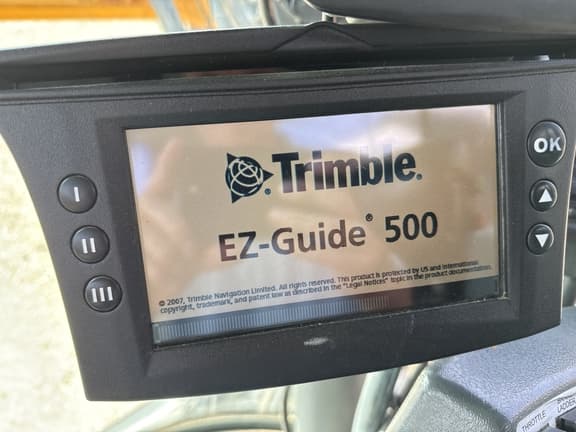 Trimble.
EZ-Guide® 500
© 2007, Trimble Navigation Limited. All rights reserved. This product is protected by US and international
copyright, trademark, and patent law as described in the "Legal Notices" topic in the product documentation.
I
II
III
OK
THROTTLE
LADDER